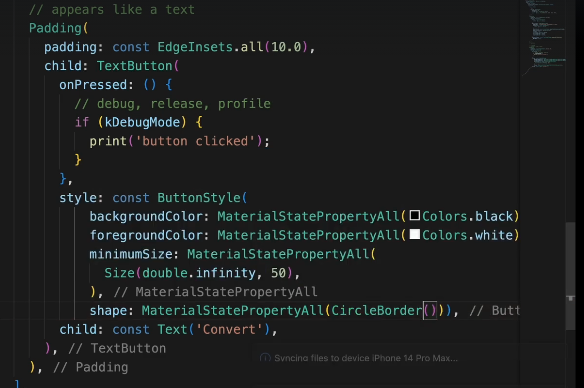 // appears like a text
Padding(
padding: const EdgeInsets.all(10.0),
child: TextButton(
onPressed: () {
// debug, release, profile
if (kDebugMode) {
print('button clicked');
}
},
style: const ButtonStyle(
backgroundColor: MaterialStatePropertyAll(Colors.black)
foregroundColor: MaterialStatePropertyAll(Colors.white)
minimumSize: MaterialStatePropertyAll(
Size(double.infinity, 50),
), // MaterialStatePropertyAll
shape: MaterialStatePropertyAll(CircleBorder())), // Butt
child: const Text('Convert'),
), // TextButton
Syncing files to device iPhone 14 Pro Max...
), // Padding
]